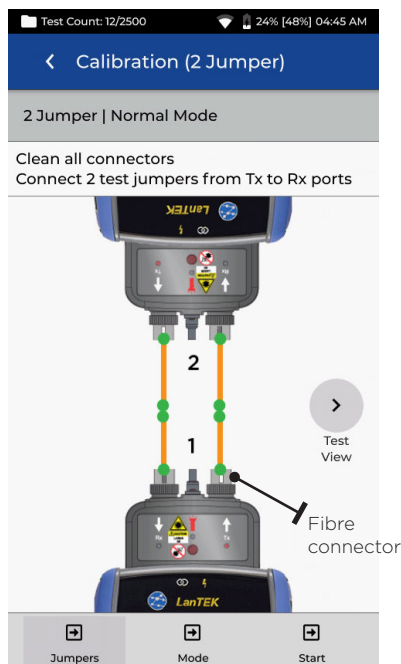 Test Count: 12/2500 24% [48%] 04:45 AM
Calibration (2 Jumper)
2 Jumper | Normal Mode
Clean all connectors
Connect 2 test jumpers from Tx to Rx ports
LanTEK
Tx Rx
2
Test
View
1
Fibre
connector
Rx Tx
LanTEK
Jumpers Mode Start